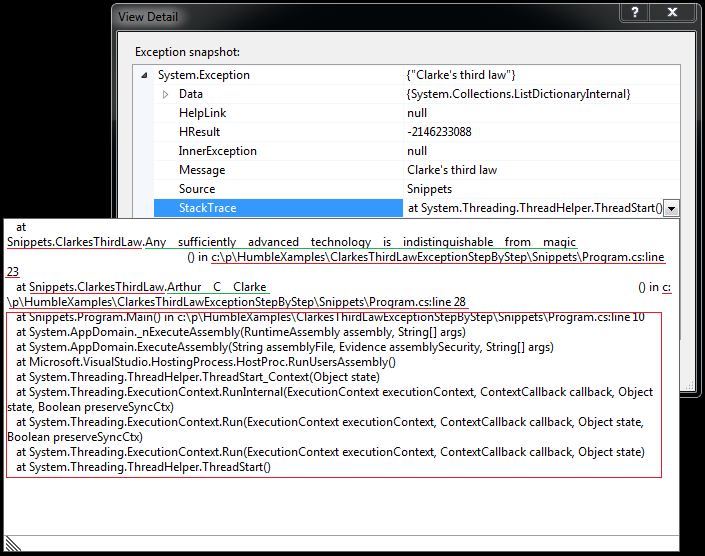 View Detail
? X
Exception snapshot:
System.Exception {"Clarke's third law"}
Data {System.Collections.ListDictionaryInternal}
HelpLink null
HResult -2146233088
InnerException null
Message Clarke's third law
Source Snippets
StackTrace at System.Threading.ThreadHelper.ThreadStart()
at
Snippets.ClarkesThirdLaw.Any sufficiently advanced technology is indistinguishable from magic
() in c:\p\HumbleExamples\ClarkesThirdLawExceptionStepByStep\Snippets\Program.cs:line
23
at Snippets.ClarkesThirdLaw.Arthur C Clarke () in c:
\p\HumbleExamples\ClarkesThirdLawExceptionStepByStep\Snippets\Program.cs:line 28
at Snippets.Program.Main() in c:\p\HumbleExamples\ClarkesThirdLawExceptionStepByStep\Snippets\Program.cs:line 10
at System.AppDomain._nExecuteAssembly(RuntimeAssembly assembly, String[] args)
at System.AppDomain.ExecuteAssembly(String assemblyFile, Evidence assemblySecurity, String[] args)
at Microsoft.VisualStudio.HostingProcess.HostProc.RunUsersAssembly()
at System.Threading.ThreadHelper.ThreadStart_Context(Object state)
at System.Threading.ExecutionContext.RunInternal(ExecutionContext executionContext, ContextCallback callback, Object
state, Boolean preserveSyncCtx)
at System.Threading.ExecutionContext.Run(ExecutionContext executionContext, ContextCallback callback, Object state,
Boolean preserveSyncCtx)
at System.Threading.ExecutionContext.Run(ExecutionContext executionContext, ContextCallback callback, Object state)
at System.Threading.ThreadHelper.ThreadStart()